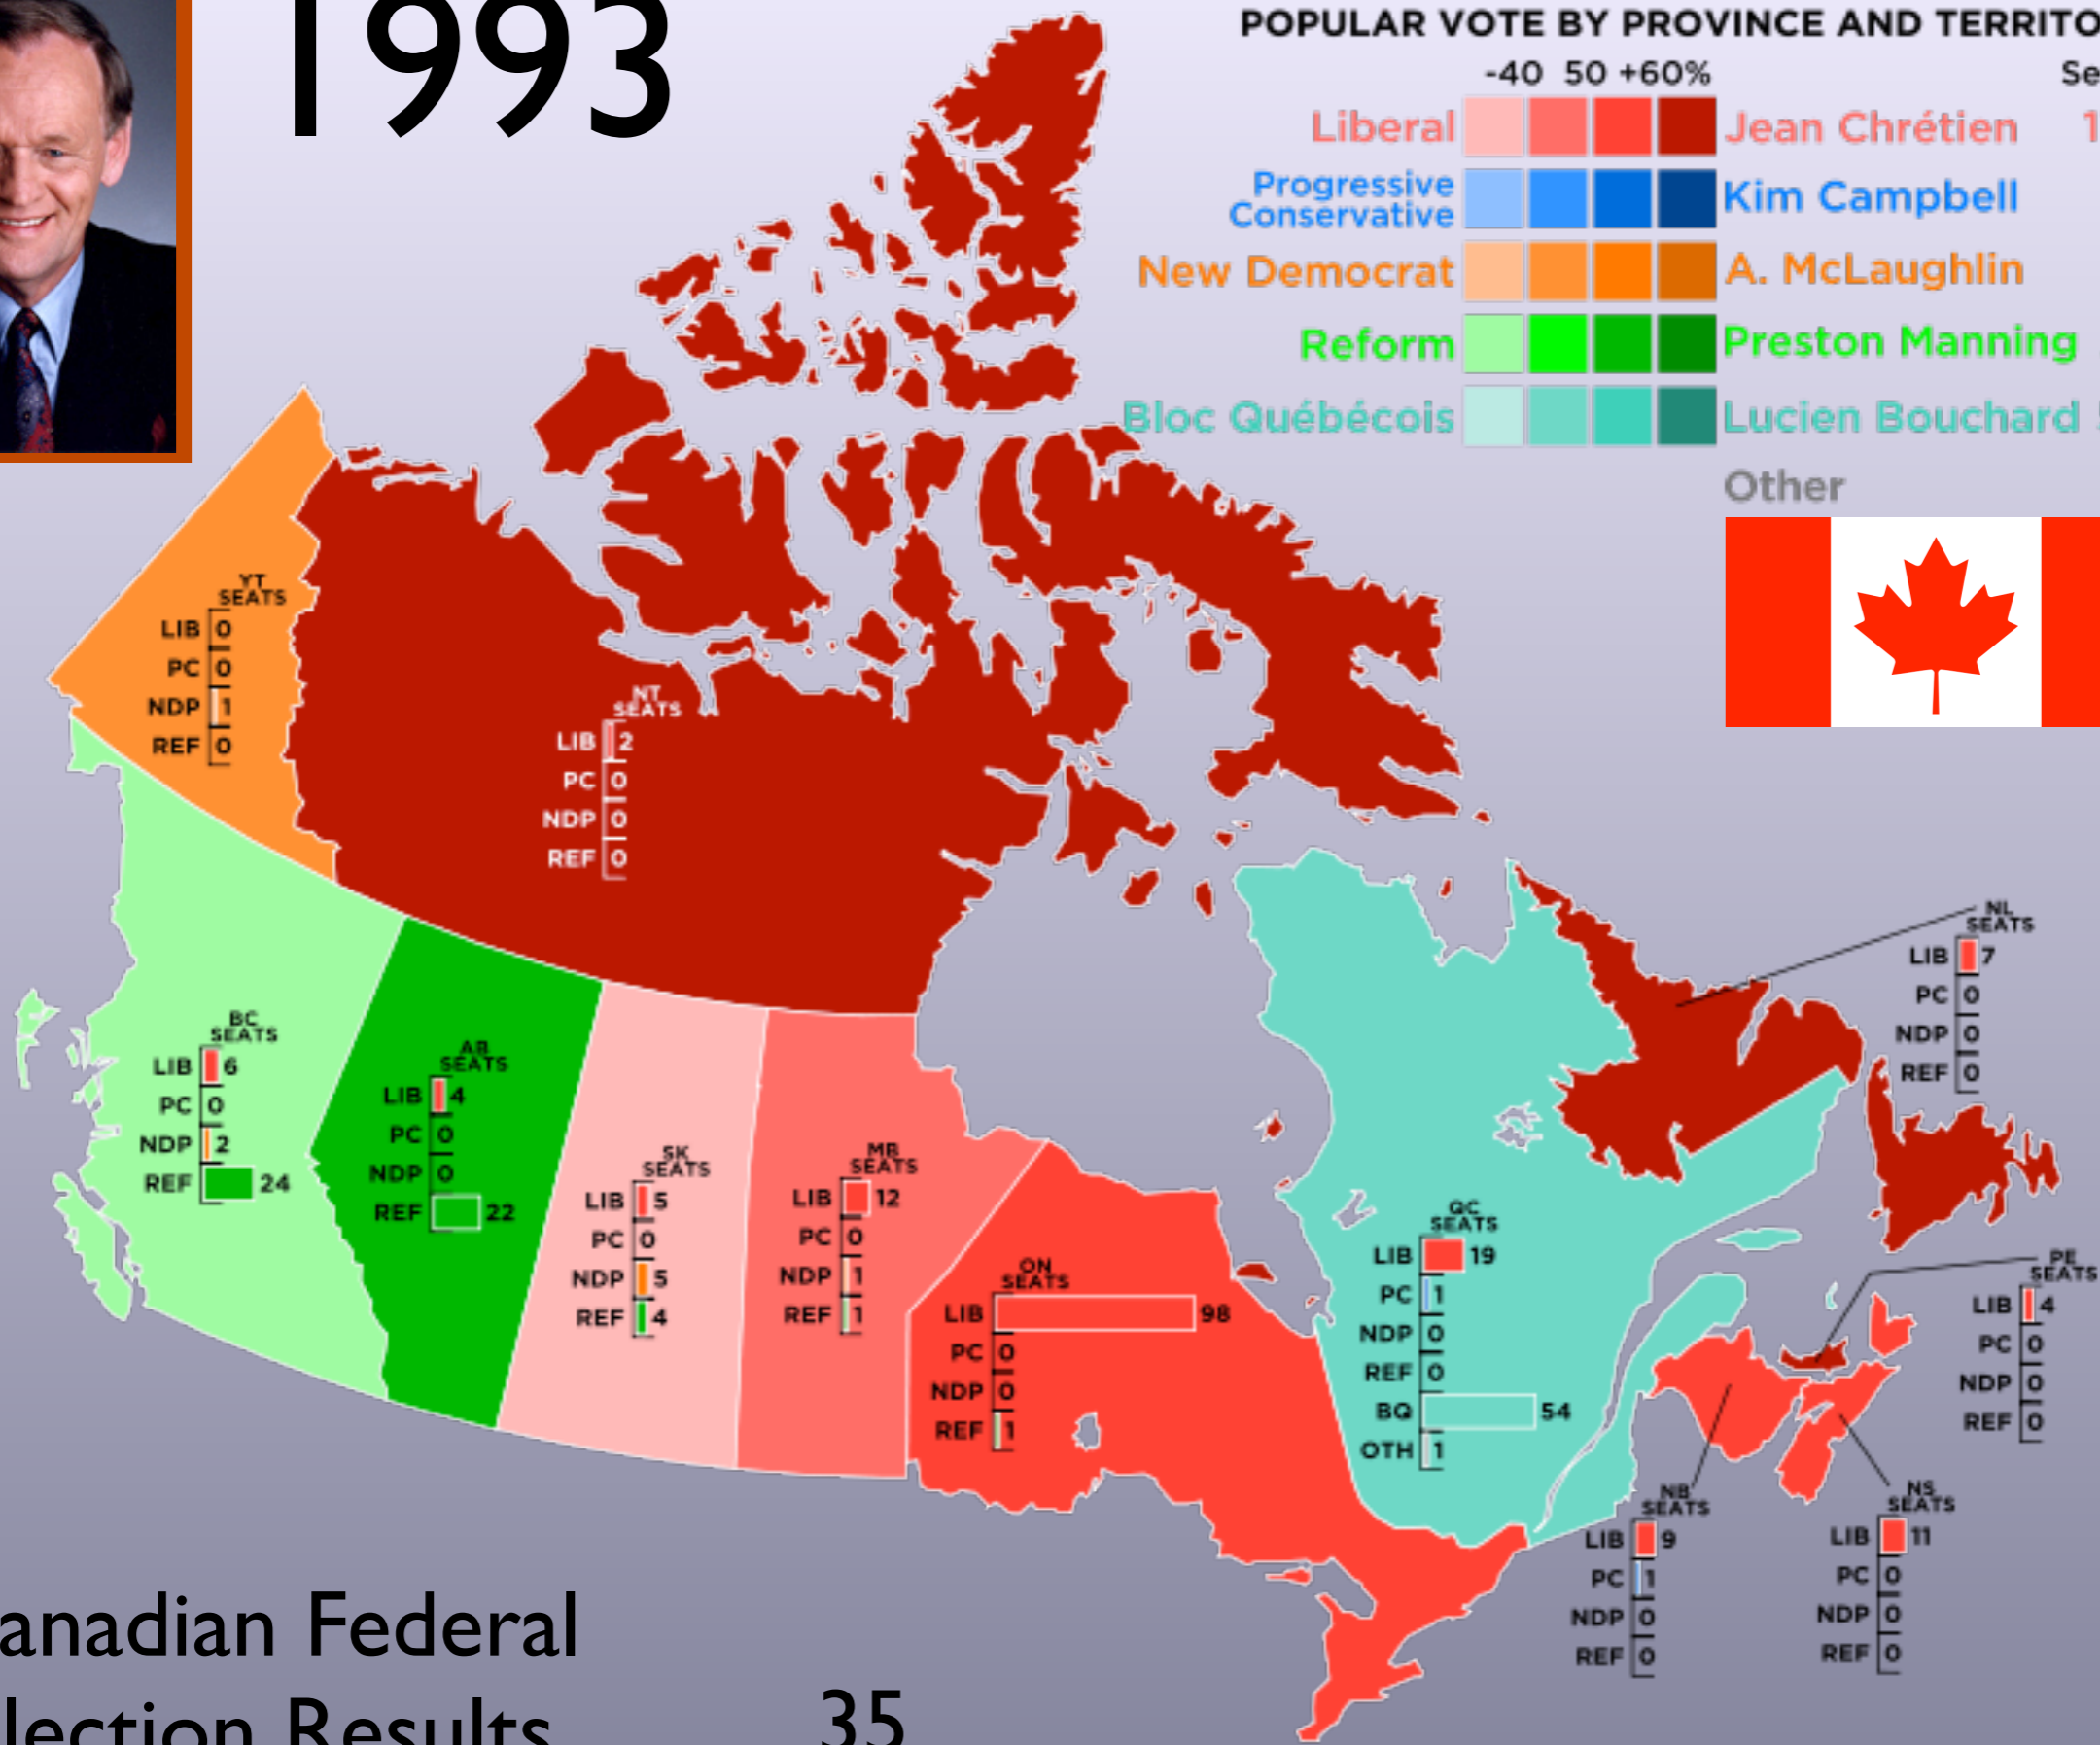 1993
POPULAR VOTE BY PROVINCE AND TERRITO
-40 50 +60%
Se
Liberal
Jean Chrétien
1
Progressive
Conservative
Kim Campbell
New Democrat
A. McLaughlin
Reform
Preston Manning
Bloc Québécois
Lucien Bouchard
Other
YT
SEATS
LIB 0
PC 0
NDP 1
REF 0
NT
SEATS
LIB 2
PC 0
NDP 0
REF 0
NL
SEATS
LIB 7
PC 0
NDP 0
REF 0
BC
SEATS
LIB 6
PC 0
NDP 2
REF 24
AB
SEATS
LIB 4
PC 0
NDP 0
REF 22
SK
SEATS
LIB 5
PC 0
NDP 5
REF 4
MB
SEATS
LIB 12
PC 0
NDP 1
REF 1
ON
SEATS
LIB 98
PC 0
NDP 0
REF 1
QC
SEATS
LIB 19
PC 1
NDP 0
REF 0
BQ 54
OTH 1
PE
SEATS
LIB 4
PC 0
NDP 0
REF 0
NB
SEATS
LIB 9
PC 1
NDP 0
REF 0
NS
SEATS
LIB 11
PC 0
NDP 0
REF 0
anadian Federal
lection Results
35